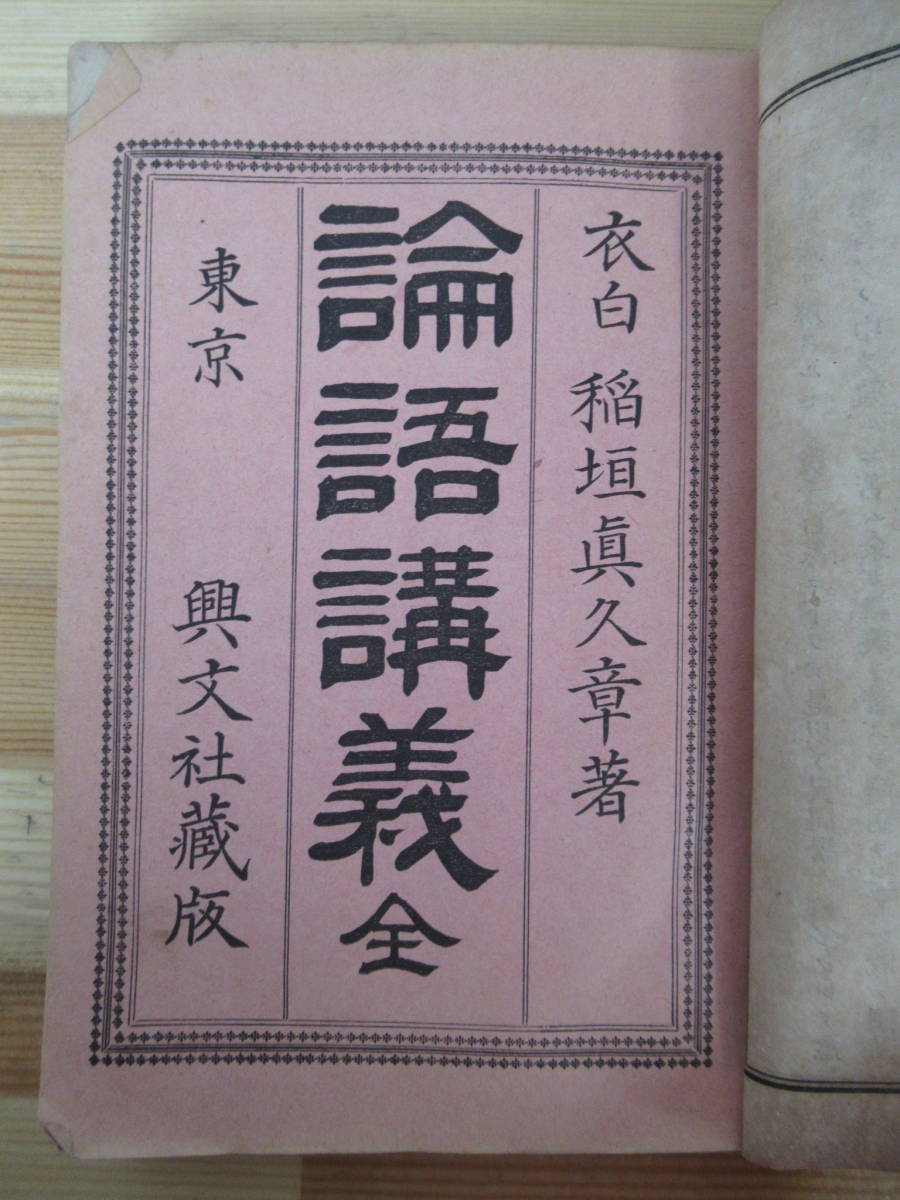 衣白 稲垣眞久章著
論語講義全
東京 興文社藏版